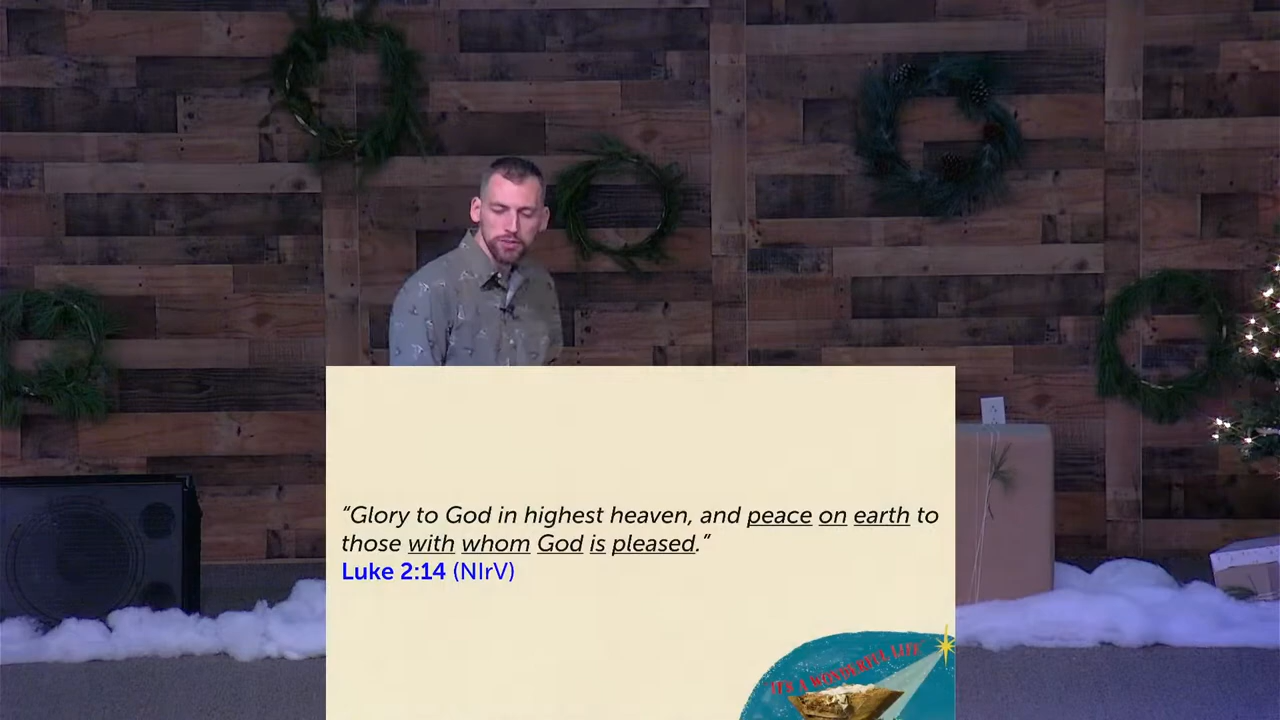 “Glory to God in highest heaven, and peace on earth to
those with whom God is pleased.”
Luke 2:14 (NIrV)
IT'S A WONDERFUL LIFE